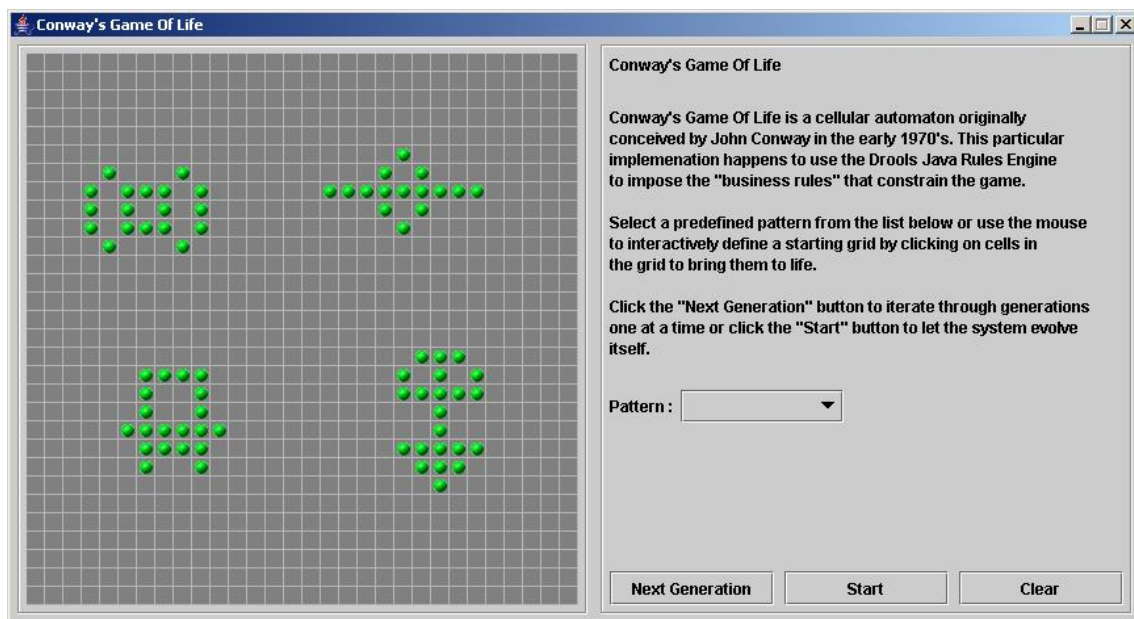 Conway's Game Of Life
Conway's Game Of Life
Conway's Game Of Life is a cellular automaton originally
conceived by John Conway in the early 1970's. This particular
implemenation happens to use the Drools Java Rules Engine
to impose the "business rules" that constrain the game.
Select a predefined pattern from the list below or use the mouse
to interactively define a starting grid by clicking on cells in
the grid to bring them to life.
Click the "Next Generation" button to iterate through generations
one at a time or click the "Start" button to let the system evolve
itself.
Pattern :
Next Generation Start Clear